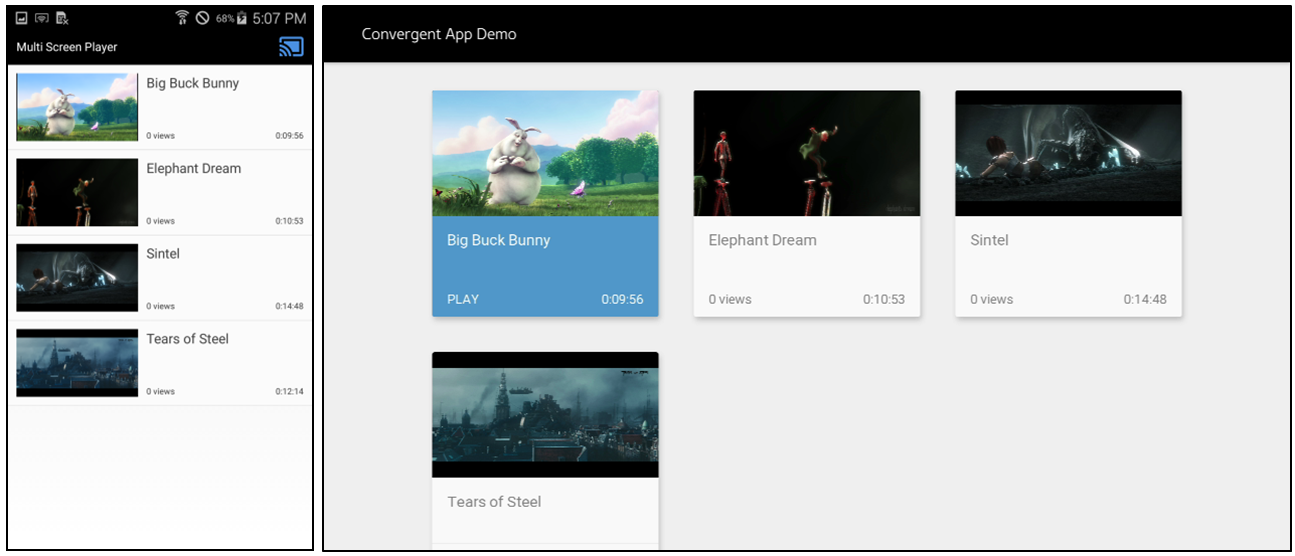 68% 5:07 PM
Multi Screen Player
Big Buck Bunny
0 views 0:09:56
Elephant Dream
0 views 0:10:53
Sintel
0 views 0:14:48
Tears of Steel
0 views 0:12:14
Convergent App Demo
Big Buck Bunny
PLAY 0:09:56
Elephant Dream
0 views 0:10:53
Sintel
0 views 0:14:48
Tears of Steel